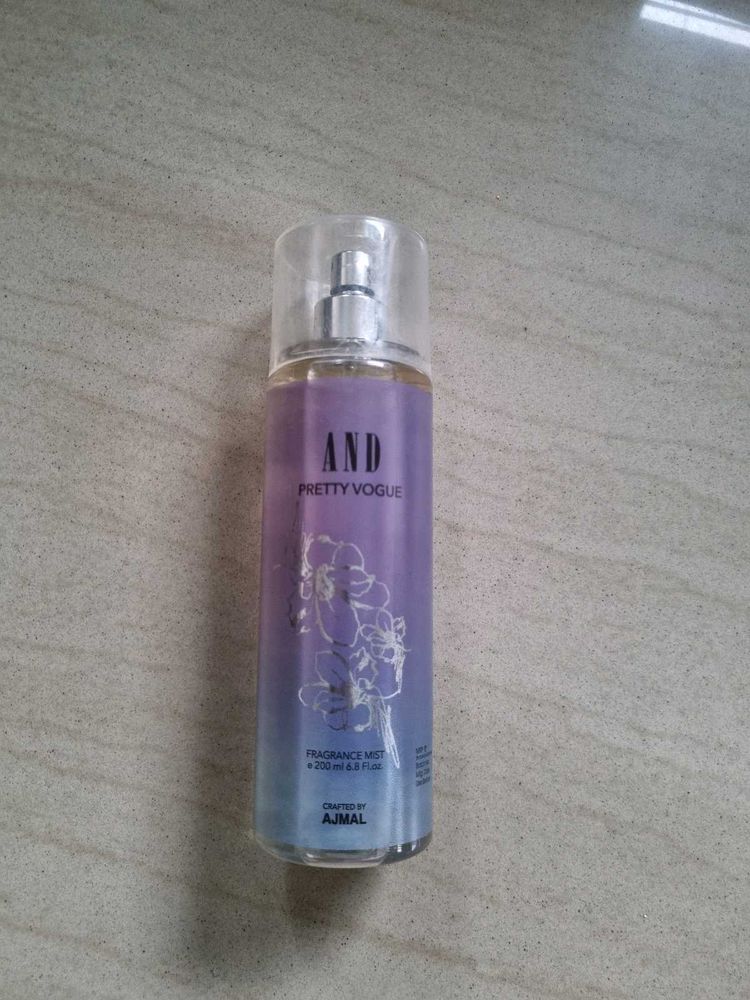 AND
PRETTY VOGUE
FRAGRANCE MIST
e 200 ml 6.8 Fl.oz.
CRAFTED BY
AJMAL